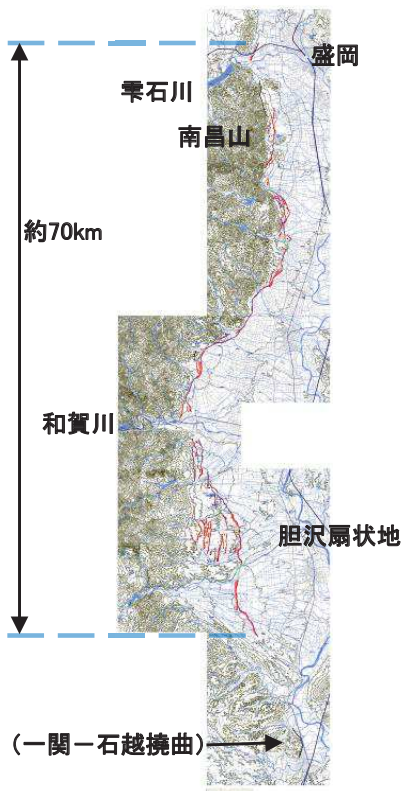 盛岡
雫石川
南昌山
約70km
和賀川
胆沢扇状地
（一関－石越撓曲）